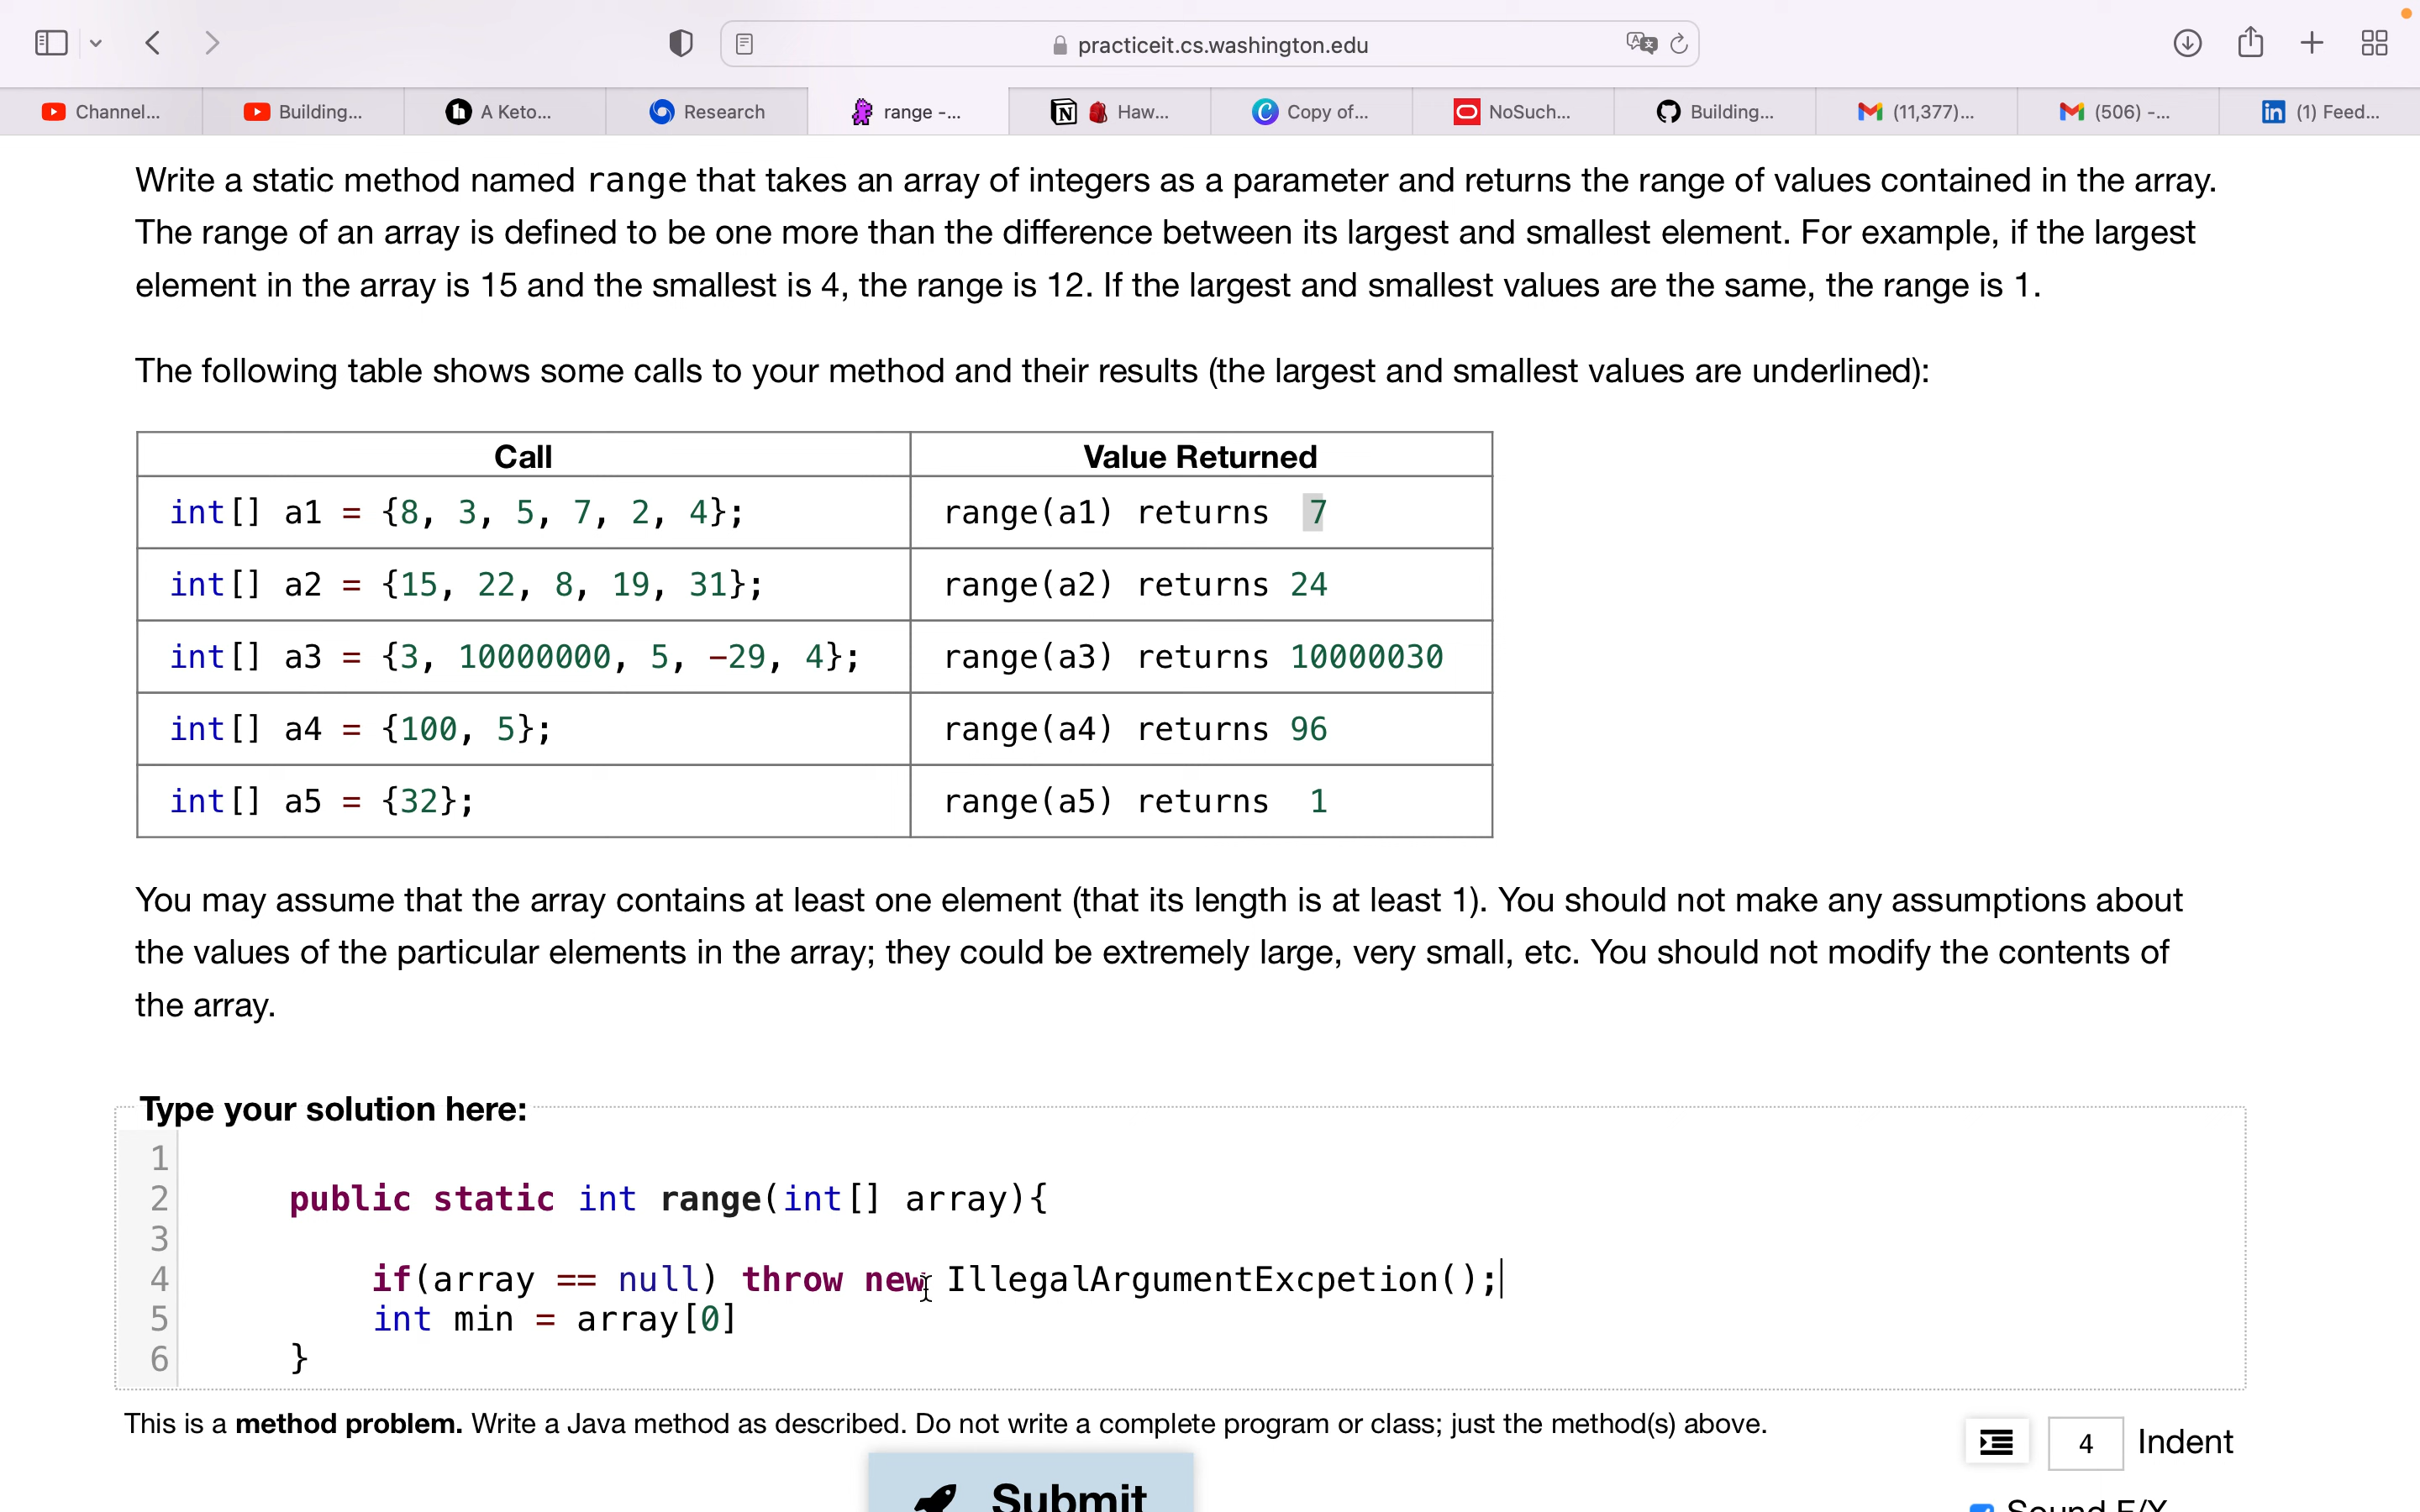 practiceit.cs.washington.edu
Channel... Building... A Keto... Research range -... Haw... Copy of... NoSuch... Building... (11,377)... (506) -... (1) Feed...
Write a static method named range that takes an array of integers as a parameter and returns the range of values contained in the array.
The range of an array is defined to be one more than the difference between its largest and smallest element. For example, if the largest
element in the array is 15 and the smallest is 4, the range is 12. If the largest and smallest values are the same, the range is 1.
The following table shows some calls to your method and their results (the largest and smallest values are underlined):
Call Value Returned
int[] a1 = {8, 3, 5, 7, 2, 4}; range(a1) returns 7
int[] a2 = {15, 22, 8, 19, 31}; range(a2) returns 24
int[] a3 = {3, 10000000, 5, −29, 4}; range(a3) returns 10000030
int[] a4 = {100, 5}; range(a4) returns 96
int[] a5 = {32}; range(a5) returns 1
You may assume that the array contains at least one element (that its length is at least 1). You should not make any assumptions about
the values of the particular elements in the array; they could be extremely large, very small, etc. You should not modify the contents of
the array.
Type your solution here:
1
2 public static int range(int[] array){
3
4 if(array == null) throw new IllegalArgumentExcpetion();
5 int min = array[0]
6 }
This is a method problem. Write a Java method as described. Do not write a complete program or class; just the method(s) above.
4 Indent
Submit
Sound F/X